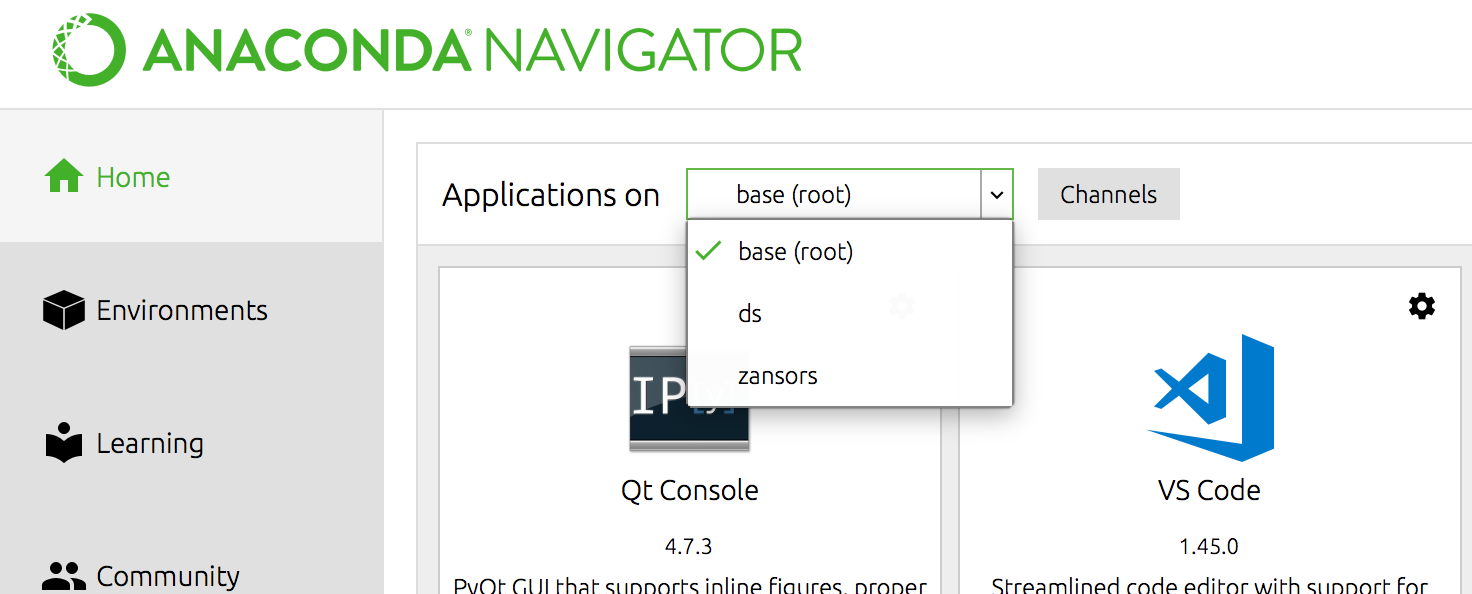 ANACONDA® NAVIGATOR
Home
Applications on
base (root)
Channels
base (root)
ds
zansors
Environments
Learning
Community
IP[y]
Qt Console
4.7.3
PyQt GUI that supports inline figures, proper
VS Code
1.45.0
Streamlined code editor with support for